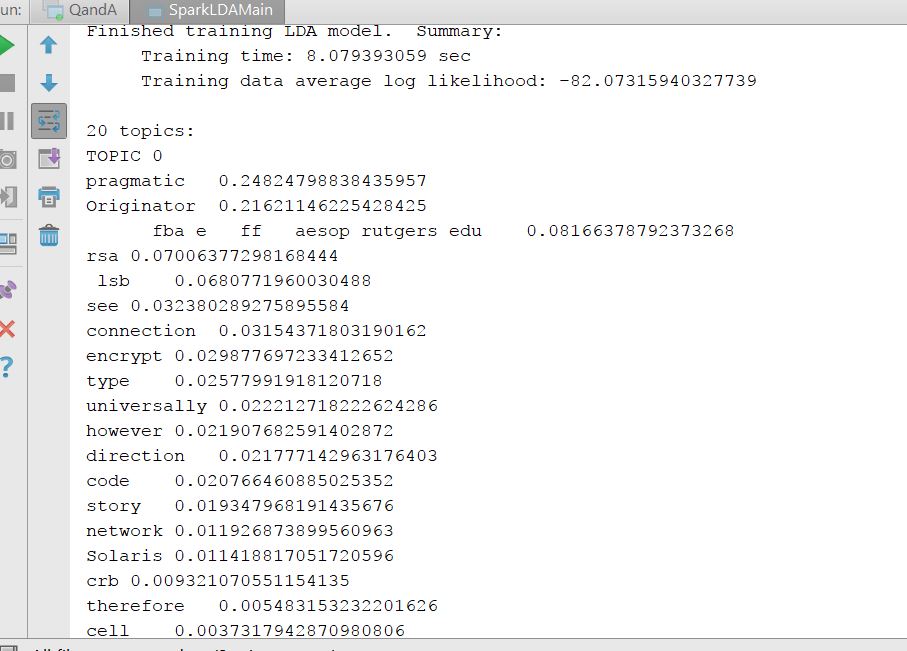 un: QandA SparkLDAMain
Finished training LDA model. Summary:
Training time: 8.079393059 sec
Training data average log likelihood: -82.07315940327739
20 topics:
TOPIC 0
pragmatic 0.24824798838435957
Originator 0.21621146225428425
fba e ff aesop rutgers edu 0.08166378792373268
rsa 0.07006377298168444
lsb 0.0680771960030488
see 0.032380289275895584
connection 0.03154371803190162
encrypt 0.029877697233412652
type 0.02577991918120718
universally 0.022212718222624286
however 0.021907682591402872
direction 0.021777142963176403
code 0.020766460885025352
story 0.019347968191435676
network 0.011926873899560963
Solaris 0.011418817051720596
crb 0.009321070551154135
therefore 0.005483153232201626
cell 0.0037317942870980806